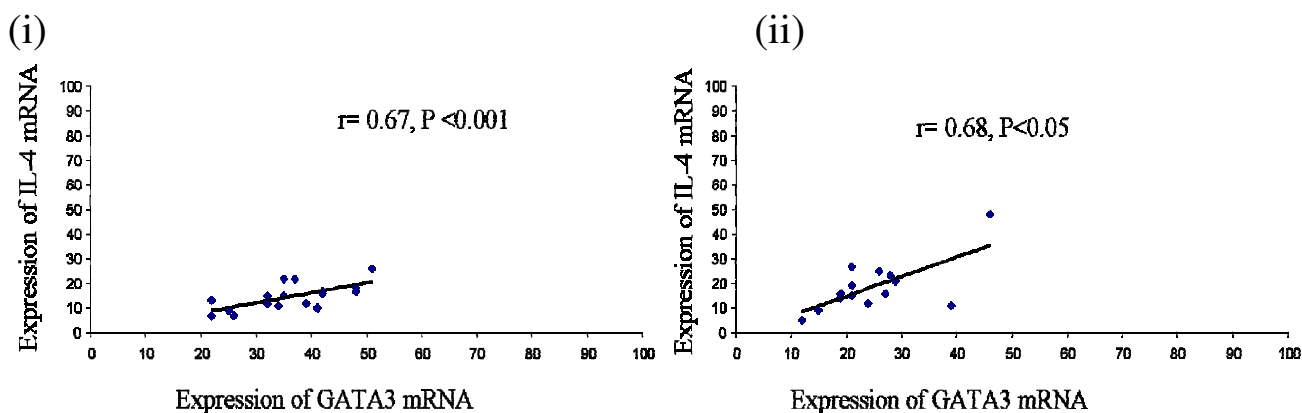 (i)
Expression of IL-4 mRNA
100
90
80
70
60
50
40
30
20
10
0
r= 0.67, P <0.001
0 10 20 30 40 50 60 70 80 90 100
Expression of GATA3 mRNA
(ii)
Expression of IL-4 mRNA
100
90
80
70
60
50
40
30
20
10
0
r= 0.68, P<0.05
0 10 20 30 40 50 60 70 80 90 100
Expression of GATA3 mRNA